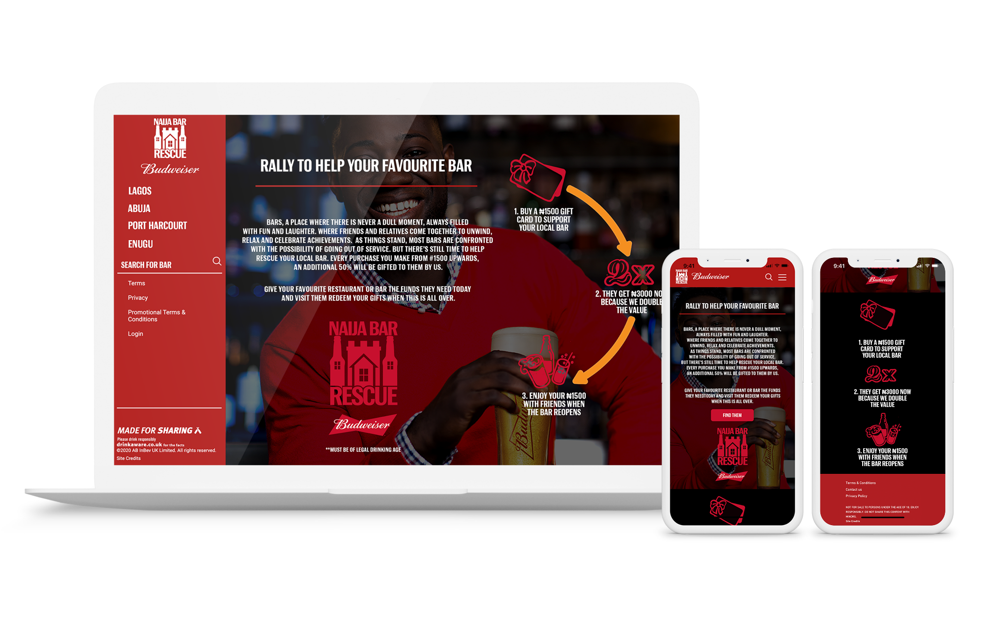 NAIJA BAR
RESCUE
Budweiser
LAGOS
ABUJA
PORT HARCOURT
ENUGU
SEARCH FOR BAR
Terms
Privacy
Promotional Terms &
Conditions
Login
MADE FOR SHARING
Please drink responsibly
drinkaware.co.uk for the facts
©2020 AB InBev UK Limited. All rights reserved.
Site Credits
RALLY TO HELP YOUR FAVOURITE BAR
BARS, A PLACE WHERE THERE IS NEVER A DULL MOMENT, ALWAYS FILLED
WITH FUN AND LAUGHTER. WHERE FRIENDS AND RELATIVES COME TOGETHER TO UNWIND,
RELAX AND CELEBRATE ACHIEVEMENTS. AS THINGS STAND, MOST BARS ARE CONFRONTED
WITH THE POSSIBILITY OF GOING OUT OF SERVICE. BUT THERE'S STILL TIME TO HELP
RESCUE YOUR LOCAL BAR. EVERY PURCHASE YOU MAKE FROM #1500 UPWARDS,
AN ADDITIONAL 50% WILL BE GIFTED TO THEM BY US.
GIVE YOUR FAVOURITE RESTAURANT OR BAR THE FUNDS THEY NEED TODAY
AND VISIT THEM REDEEM YOUR GIFTS WHEN THIS IS ALL OVER.
NAIJA BAR
RESCUE
Budweiser
**MUST BE OF LEGAL DRINKING AGE
1. BUY A ₦1500 GIFT
CARD TO SUPPORT
YOUR LOCAL BAR
2x
2. THEY GET ₦3000 NO
BECAUSE WE DOUBLE
THE VALUE
3. ENJOY YOUR ₦1500
WITH FRIENDS WHEN
THE BAR REOPENS
Budweiser
9:41
NAIJA BAR
RESCUE
Budweiser
RALLY TO HELP YOUR FAVOURITE BAR
BARS, A PLACE WHERE THERE IS NEVER A DULL MOMENT,
ALWAYS FILLED WITH FUN AND LAUGHTER.
WHERE FRIENDS AND RELATIVES COME TOGETHER TO
UNWIND, RELAX AND CELEBRATE ACHIEVEMENTS.
AS THINGS STAND, MOST BARS ARE CONFRONTED
WITH THE POSSIBILITY OF GOING OUT OF SERVICE.
BUT THERE'S STILL TIME TO HELP RESCUE YOUR LOCAL BAR.
EVERY PURCHASE YOU MAKE FROM #1500 UPWARDS,
AN ADDITIONAL 50% WILL BE GIFTED TO THEM BY US.
GIVE YOUR FAVOURITE RESTAURANT OR BAR THE FUNDS
THEY NEEDTODAY AND VISIT THEM REDEEM YOUR GIFTS
WHEN THIS IS ALL OVER.
FIND THEM
NAIJA BAR
RESCUE
Budweiser
Budweiser
9:41
RESCUE
Budweiser
1. BUY A ₦1500 GIFT
CARD TO SUPPORT
YOUR LOCAL BAR
2x
2. THEY GET ₦3000 NOW
BECAUSE WE DOUBLE
THE VALUE
3. ENJOY YOUR ₦1500
WITH FRIENDS WHEN
THE BAR REOPENS
Terms & Conditions
Contact us
Privacy Policy
NOT FOR SALE TO PERSONS UNDER THE AGE OF 18. ENJOY
RESPONSIBLY. DO NOT SHARE THIS CONTENT WITH
MINORS.
Site Credits